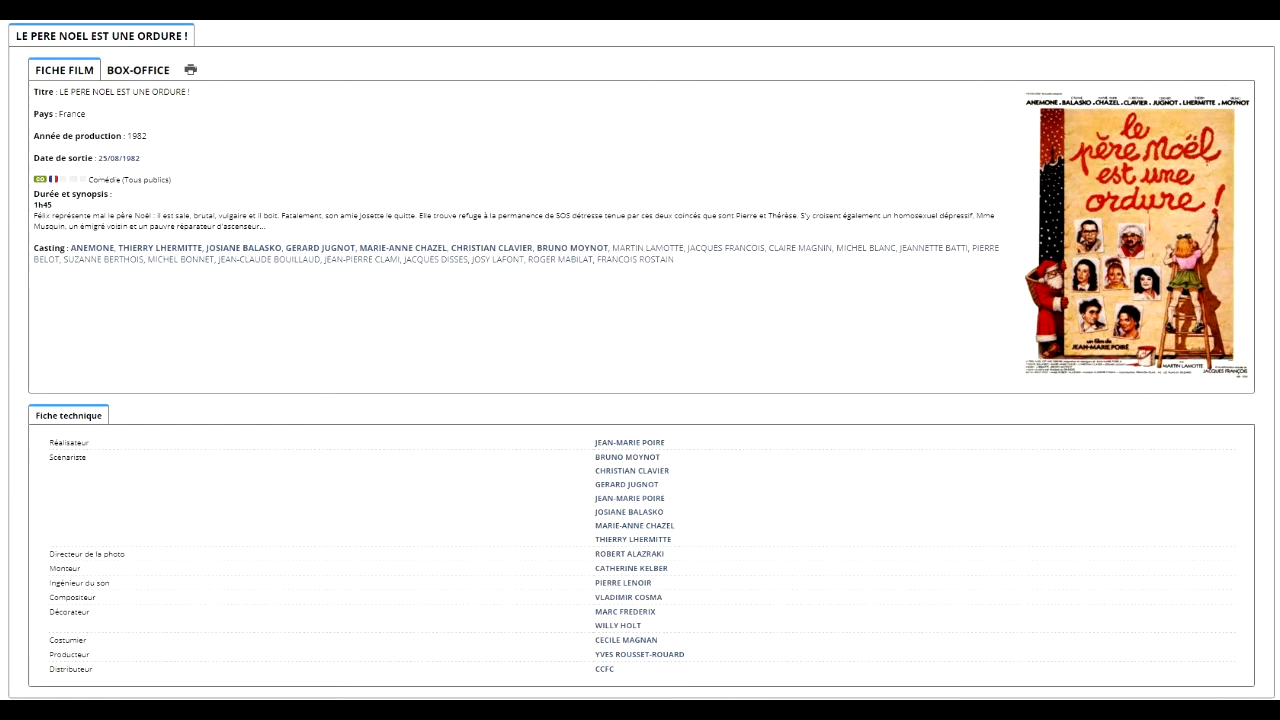 LE PERE NOEL EST UNE ORDURE !
FICHE FILM BOX-OFFICE
Titre : LE PERE NOEL EST UNE ORDURE !
Pays : France
Année de production : 1982
Date de sortie : 25/08/1982
Comédie (Tous publics)
Durée et synopsis :
1h45
Félix représente mal le père Noël : il est sale, brutal, vulgaire et il boit. Fatalement, son amie Josette le quitte. Elle trouve refuge à la permanence de SOS détresse tenue par ces deux coincés que sont Pierre et Thérèse. S'y croisent également un homosexuel dépressif, Mme
Musquin, un émigré voisin et un pauvre réparateur d'ascenseur...
Casting : ANEMONE, THIERRY LHERMITTE, JOSIANE BALASKO, GERARD JUGNOT, MARIE-ANNE CHAZEL, CHRISTIAN CLAVIER, BRUNO MOYNOT, MARTIN LAMOTTE, JACQUES FRANCOIS, CLAIRE MAGNIN, MICHEL BLANC, JEANNETTE BATTI, PIERRE
BELOT, SUZANNE BERTHOIS, MICHEL BONNET, JEAN-CLAUDE BOUILLAUD, JEAN-PIERRE CLAMI, JACQUES DISSES, JOSY LAFONT, ROGER MABILAT, FRANCOIS ROSTAIN
ANEMONE . BALASKO . CHAZEL . CLAVIER . JUGNOT . LHERMITTE . MOYNOT
le
père Noël
est une
ordure !
un film de
JEAN-MARIE POIRÉ
MARTIN LAMOTTE
JACQUES FRANÇOIS
Fiche technique
Réalisateur JEAN-MARIE POIRE
Scénariste BRUNO MOYNOT
CHRISTIAN CLAVIER
GERARD JUGNOT
JEAN-MARIE POIRE
JOSIANE BALASKO
MARIE-ANNE CHAZEL
THIERRY LHERMITTE
Directeur de la photo ROBERT ALAZRAKI
Monteur CATHERINE KELBER
Ingénieur du son PIERRE LENOIR
Compositeur VLADIMIR COSMA
Décorateur MARC FREDERIX
WILLY HOLT
Costumier CECILE MAGNAN
Producteur YVES ROUSSET-ROUARD
Distributeur CCFC